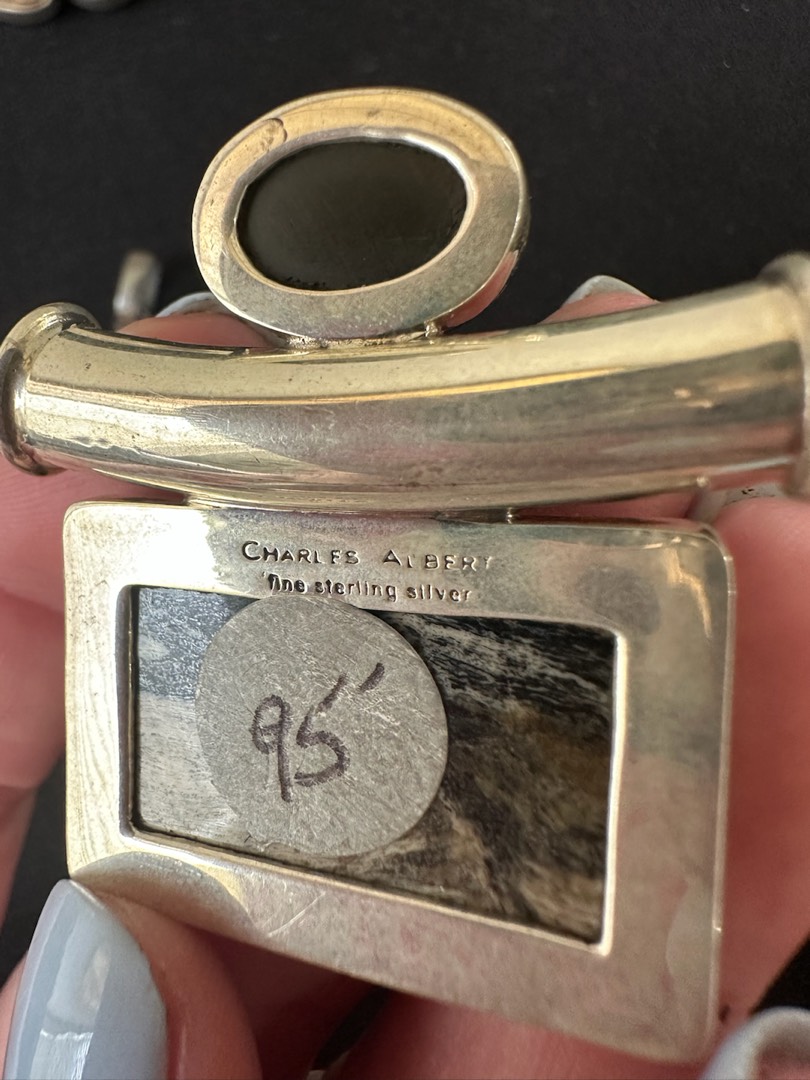 CHARLES ALBERT
fine sterling silver
95"